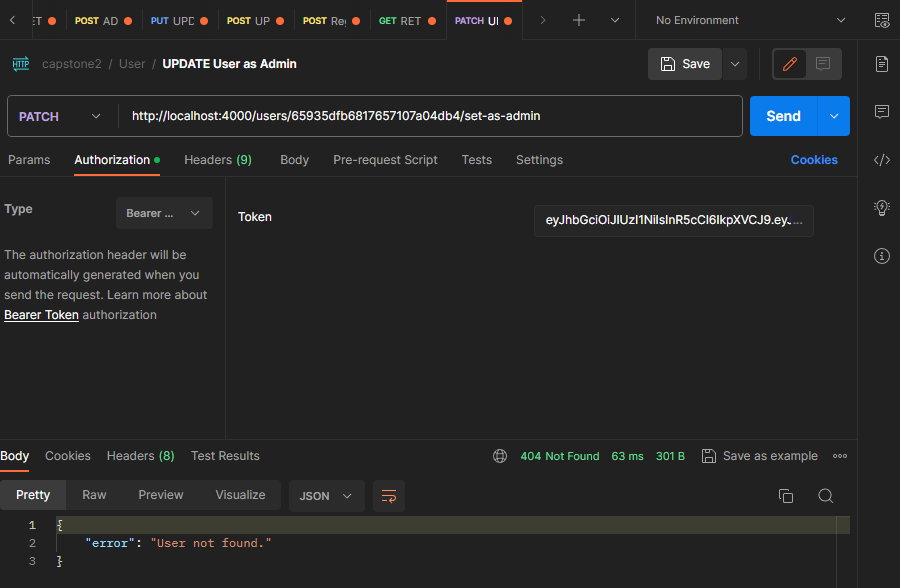 ET POST AD PUT UPD POST UP POST Re GET RET PATCH UI No Environment
HTTP capstone2 / User / UPDATE User as Admin Save
PATCH http://localhost:4000/users/65935dfb6817657107a04db4/set-as-admin Send
Params Authorization Headers (9) Body Pre-request Script Tests Settings Cookies
Type Bearer ... Token eyJhbGciOiJIUzI1NiIsInR5cCI6IkpXVCJ9.eyJ...
The authorization header will be
automatically generated when you
send the request. Learn more about
Bearer Token authorization
Body Cookies Headers (8) Test Results 404 Not Found 63 ms 301 B Save as example
Pretty Raw Preview Visualize JSON
1 {
2 "error": "User not found."
3 }